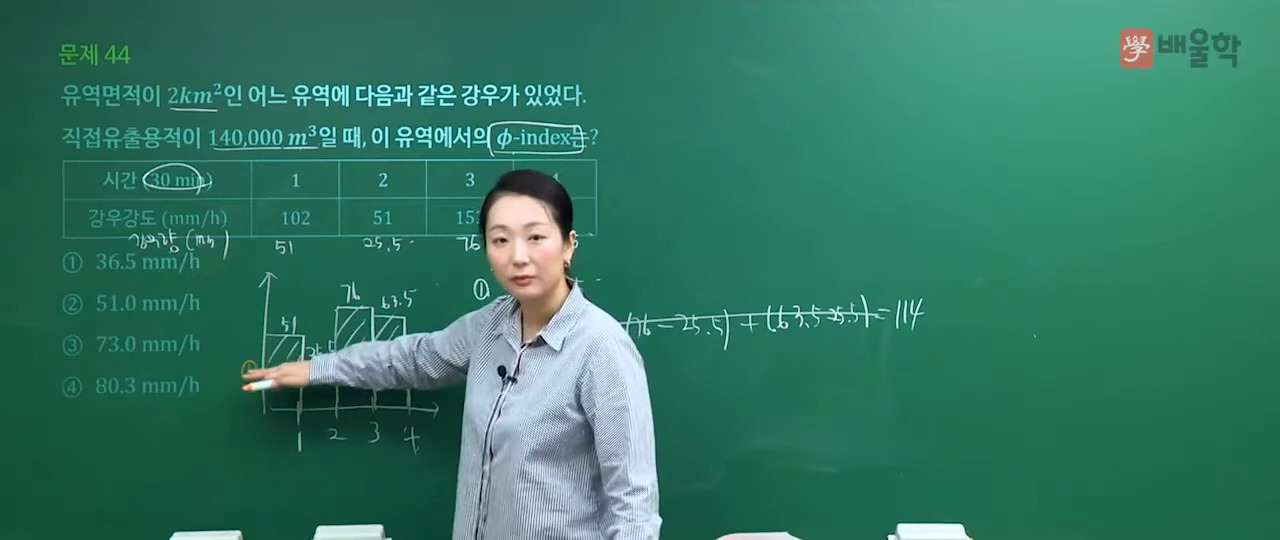 學 배울학
문제 44
유역면적이 2km²인 어느 유역에 다음과 같은 강우가 있었다.
직접유출용적이 140,000 m³일 때, 이 유역에서의 ϕ-index는?
시간 (30 min) 1 2 3
강우강도 (mm/h) 102 51
강우량 (mm) 51 25.5 76
① 36.5 mm/h
② 51.0 mm/h
③ 73.0 mm/h
④ 80.3 mm/h
51 76 63.5
①
(76-25.5) + (63.5-25.5) = 114
1 2 3 4